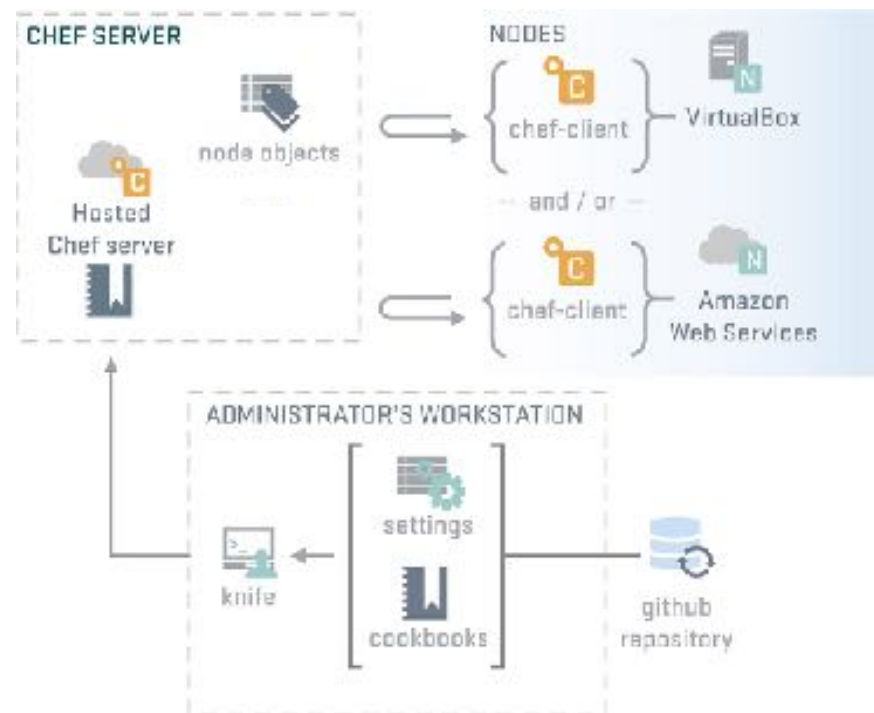 CHEF SERVER
node objects
Hosted
Chef server
C
NODES
C
chef-client
N
VirtualBox
and / or
C
chef-client
N
Amazon
Web Services
ADMINISTRATOR'S WORKSTATION
settings
>_
knife
cookbooks
github
repository